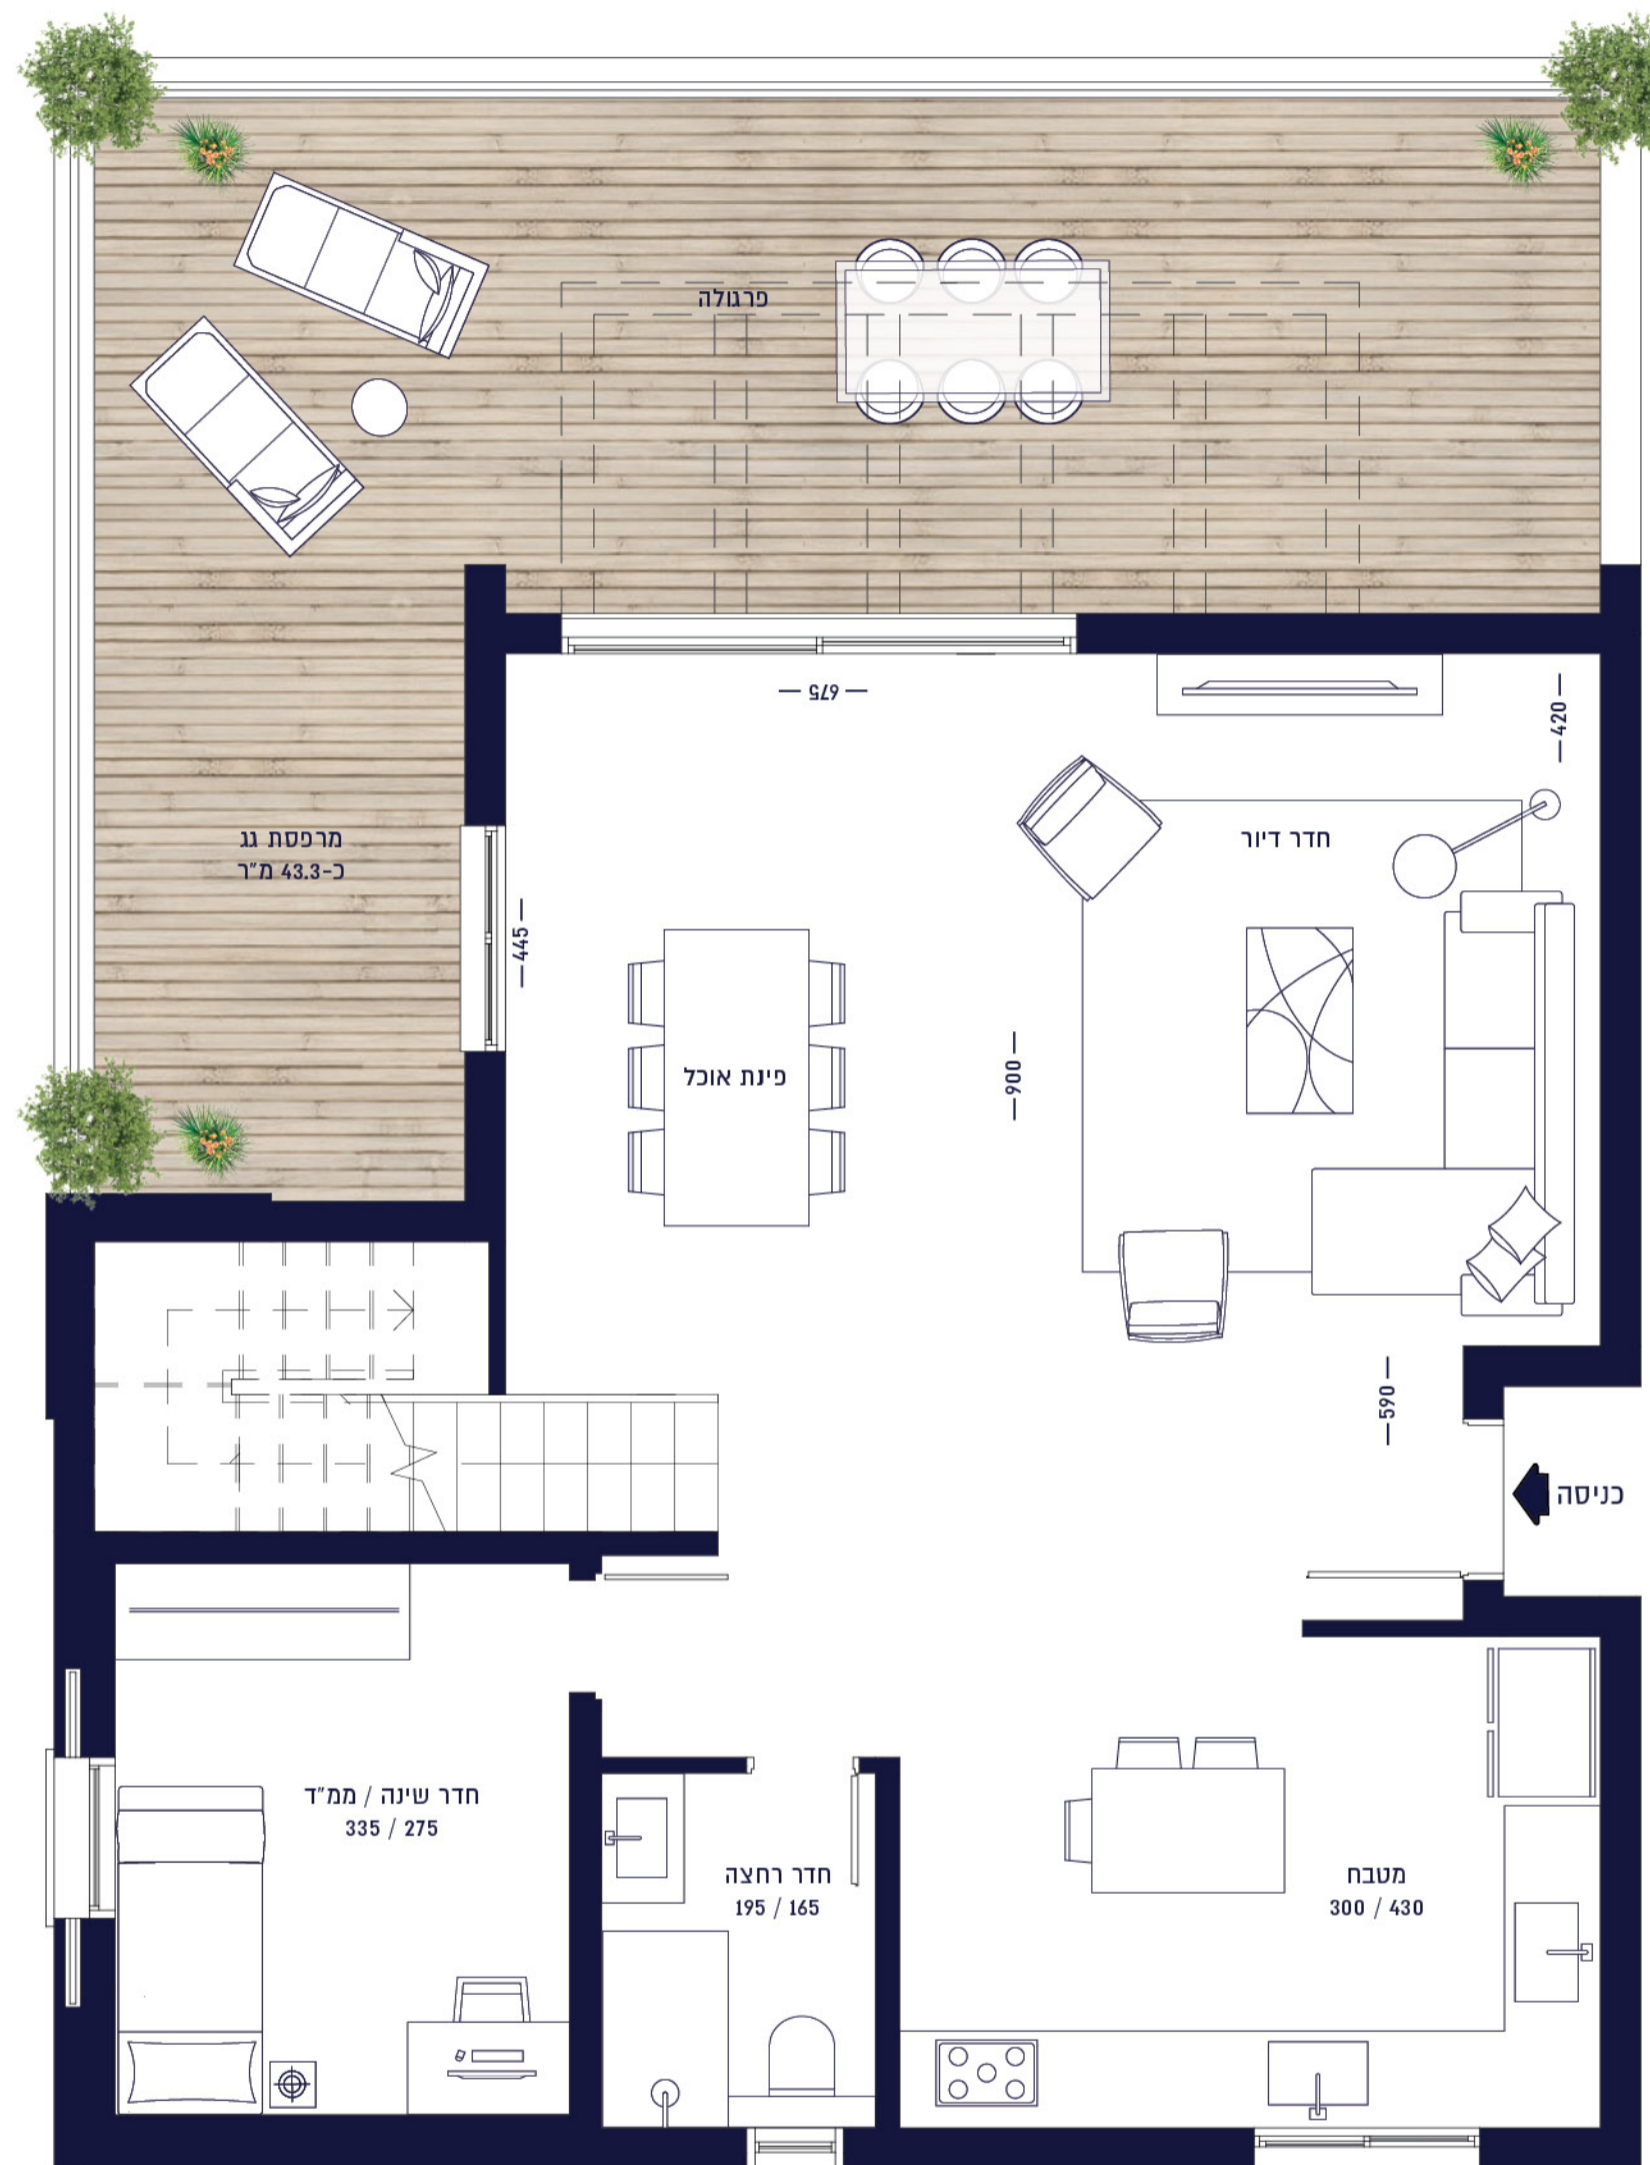 פרגולה
675
420
חדר דיור
מרפסת גג
כ-43.3 מ"ר
445
פינת אוכל
900
590
כניסה
חדר שינה / ממ"ד
335 / 275
חדר רחצה
195 / 165
מטבח
300 / 430